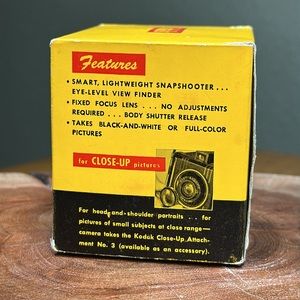 Features
• SMART, LIGHTWEIGHT SNAPSHOOTER . . .
EYE-LEVEL VIEW FINDER
• FIXED FOCUS LENS . . . NO ADJUSTMENTS
REQUIRED . . . BODY SHUTTER RELEASE
• TAKES BLACK-AND-WHITE OR FULL-COLOR
PICTURES
for CLOSE-UP pictures
For head-and-shoulder portraits . . . for
pictures of small subjects at close range—
camera takes the Kodak Close-Up Attach-
ment No. 3 (available as an accessory).